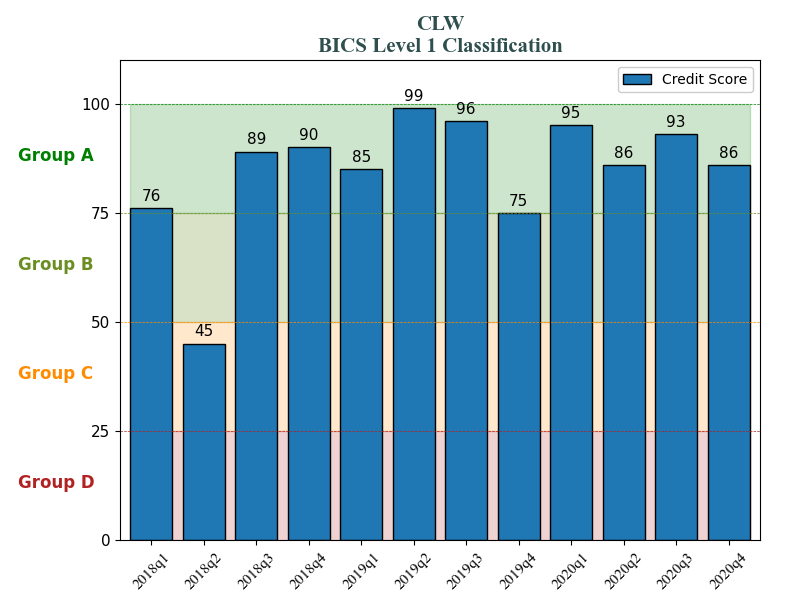 CLW
BICS Level 1 Classification
Credit Score
100
75
50
25
0
Group A
Group B
Group C
Group D
76
45
89
90
85
99
96
75
95
86
93
86
2018q1
2018q2
2018q3
2018q4
2019q1
2019q2
2019q3
2019q4
2020q1
2020q2
2020q3
2020q4